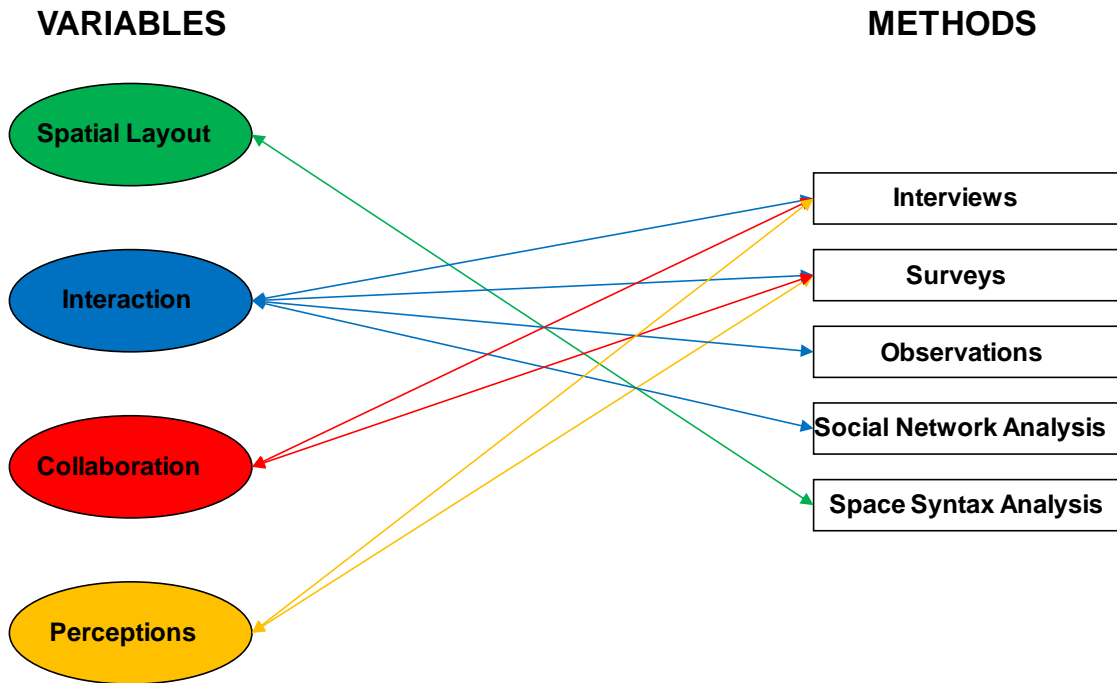 VARIABLES
METHODS
Spatial Layout
Interaction
Collaboration
Perceptions
Interviews
Surveys
Observations
Social Network Analysis
Space Syntax Analysis